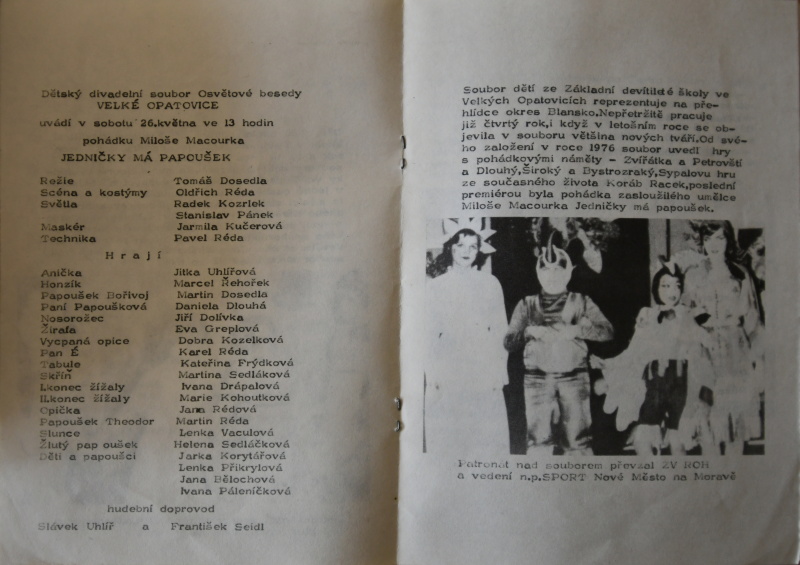 Dětský divadelní soubor Osvětové besedy
VELKÉ OPATOVICE
uvádí v sobotu 26.května ve 13 hodin
pohádku Miloše Macourka
JEDNIČKY MÁ PAPOUŠEK
Režie Tomáš Dosedla
Scéna a kostýmy Oldřich Réda
Světla Radek Kozrlek
Stanislav Pánek
Maskér Jarmila Kučerová
Technika Pavel Réda
H r a j í
Anička Jitka Uhlířová
Honzík Marcel Řehořek
Papoušek Bořivoj Martin Dosedla
Paní Papoušková Daniela Dlouhá
Nosorožec Jiří Dolívka
Žirafa Eva Greplová
Vycpaná opice Dobra Kozelková
Pan É Karel Réda
Tabule Kateřina Frýdková
Skříň Martina Sedláková
I.konec žížaly Ivana Drápalová
II.konec žížaly Marie Kohoutková
Opička Jana Rédová
Papoušek Theodor Martin Réda
Slunce Lenka Vaculová
Žlutý pap oušek Helena Sedláčková
Děti a papoušci Jarka Korytářová
Lenka Přikrylová
Jana Bělochová
Ivana Páleníčková
hudební doprovod
Slávek Uhlíř a František Seidl
Soubor dětí ze Základní devítileté školy ve
Velkých Opatovicích reprezentuje na pře-
hlídce okres Blansko.Nepřetržitě pracuje
již čtvrtý rok,i když v letošním roce se ob-
jevila v souboru většina nových tváří.Od své-
ho založení v roce 1976 soubor uvedl hry
s pohádkovými náměty - Zvířátka a Petrovští
a Dlouhý,Široký a Bystrozraký,Sypalovu hru
ze současného života Koráb Racek,poslední
premiérou byla pohádka zasloužilého umělce
Miloše Macourka Jedničky má papoušek.
Patronát nad souborem převzal ZV ROH
a vedení n.p.SPORT Nové Město na Moravě